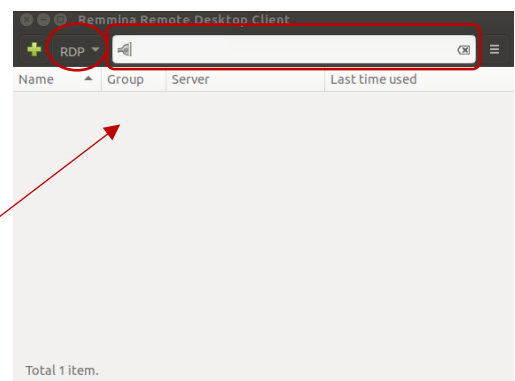 Remmina Remote Desktop Client
RDP
Name Group Server Last time used
Total 1 item.